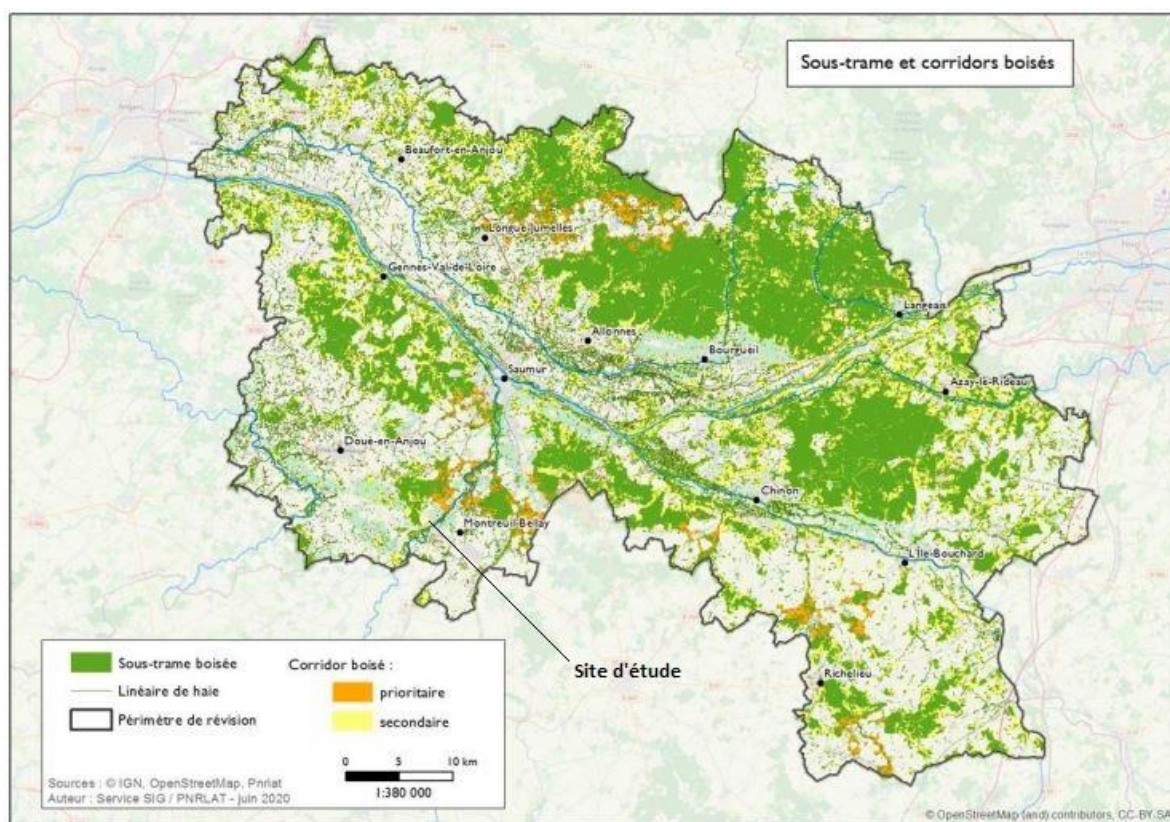 Sous-trame et corridors boisés
Beaufort-en-Anjou
Longué-Jumelles
Gennes-Val-de-Loire
Langeais
Allonnes
Bourgueil
Saumur
Azay-le-Rideau
Doué-en-Anjou
Chinon
Montreuil-Bellay
L'Ile-Bouchard
Richelieu
Site d'étude
Sous-trame boisée
Linéaire de haie
Périmètre de révision
Corridor boisé :
prioritaire
secondaire
0 5 10 km
1:380 000
Sources : © IGN, OpenStreetMap, Pnrlat
Auteur : Service SIG / PNRLAT - juin 2020
© OpenStreetMap (and) contributors, CC-BY-SA